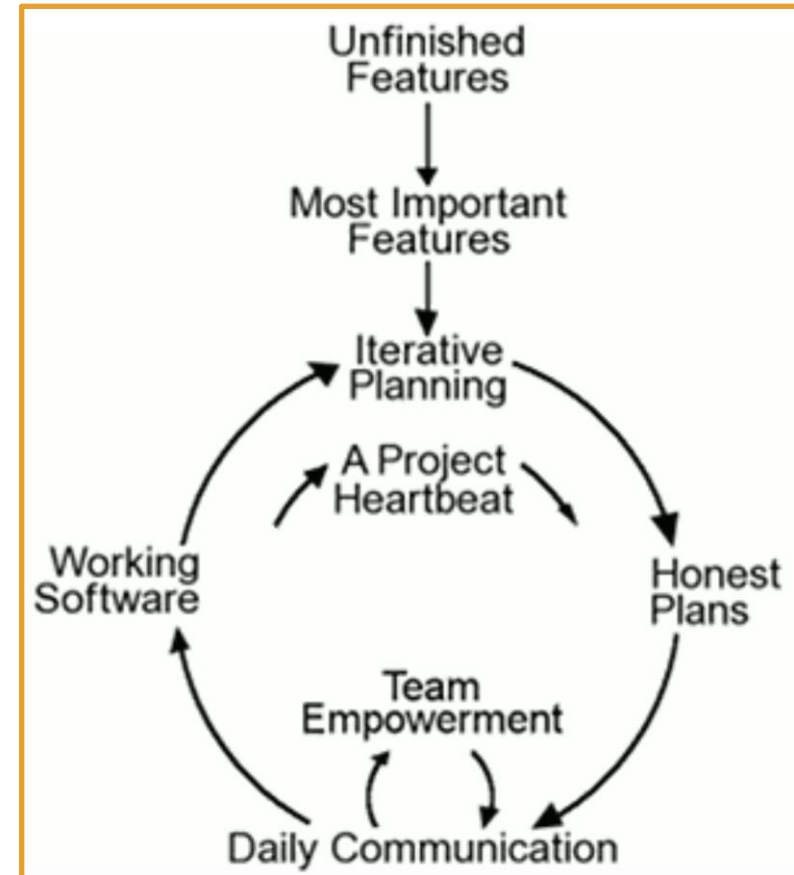 Unfinished
Features
Most Important
Features
Iterative
Planning
A Project
Heartbeat
Working
Software
Honest
Plans
Team
Empowerment
Daily Communication